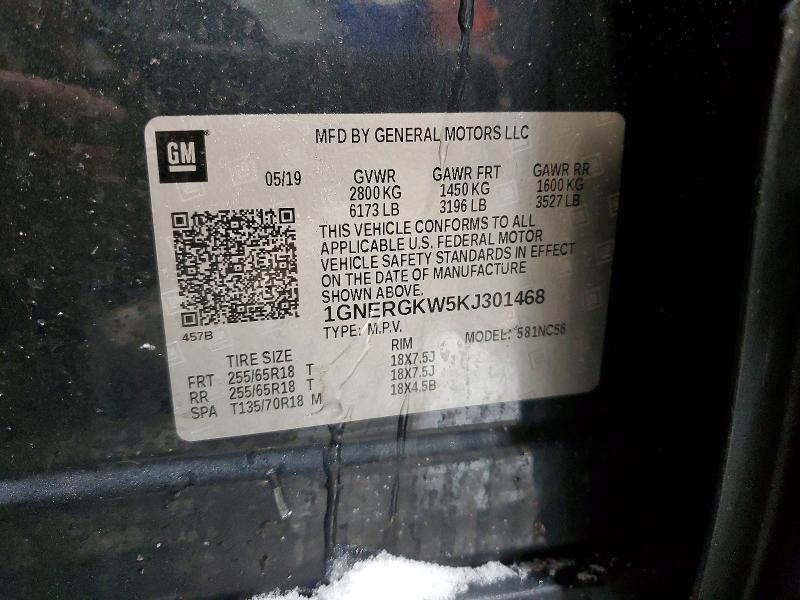 GM
MFD BY GENERAL MOTORS LLC
05/19
GVWR GAWR FRT GAWR RR
2800 KG 1450 KG 1600 KG
6173 LB 3196 LB 3527 LB
THIS VEHICLE CONFORMS TO ALL
APPLICABLE U.S. FEDERAL MOTOR
VEHICLE SAFETY STANDARDS IN EFFECT
ON THE DATE OF MANUFACTURE
SHOWN ABOVE.
1GNERGKW5KJ301468
457B
TYPE: M.P.V. MODEL: 581NC56
TIRE SIZE RIM
FRT 255/65R18 T 18X7.5J
RR 255/65R18 T 18X7.5J
SPA T135/70R18 M 18X4.5B